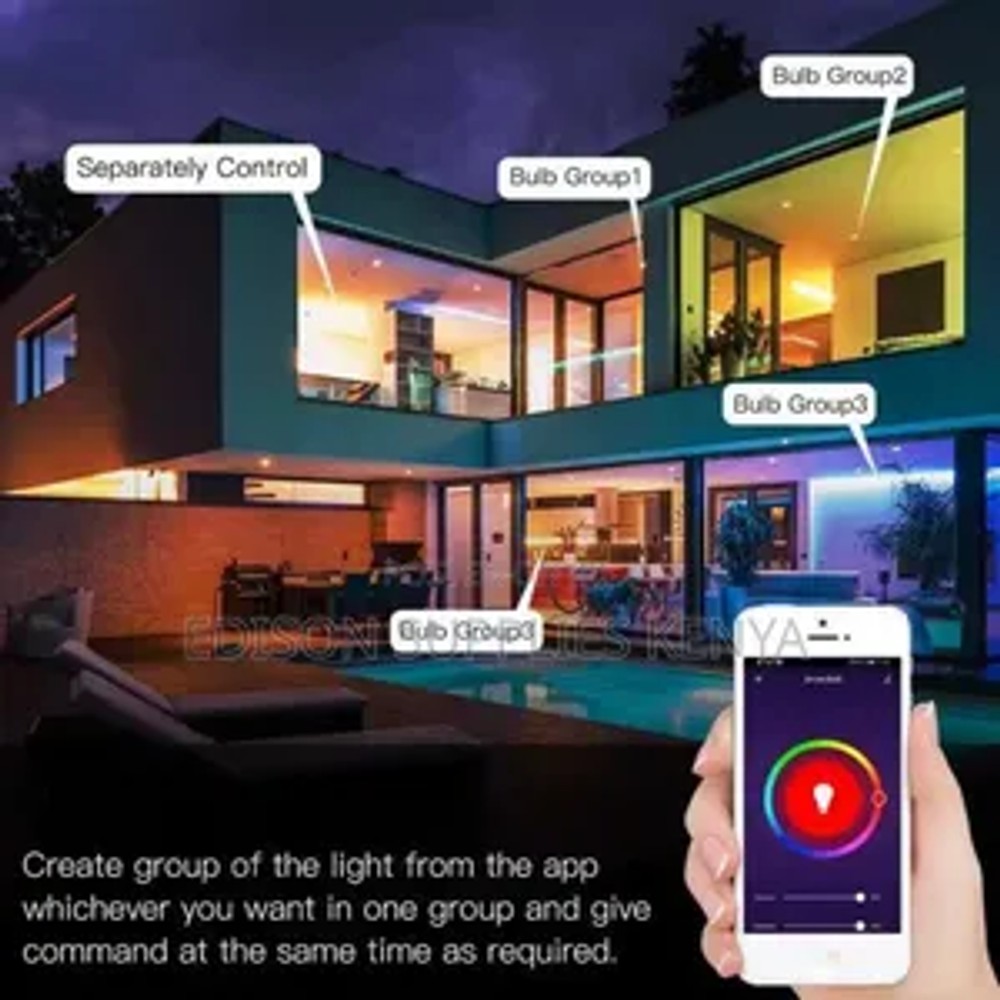 Bulb Group2
Separately Control
Bulb Group1
Bulb Group3
Bulb Group3
EDISON SUPPLIES KENYA
Create group of the light from the app
whichever you want in one group and give
command at the same time as required.